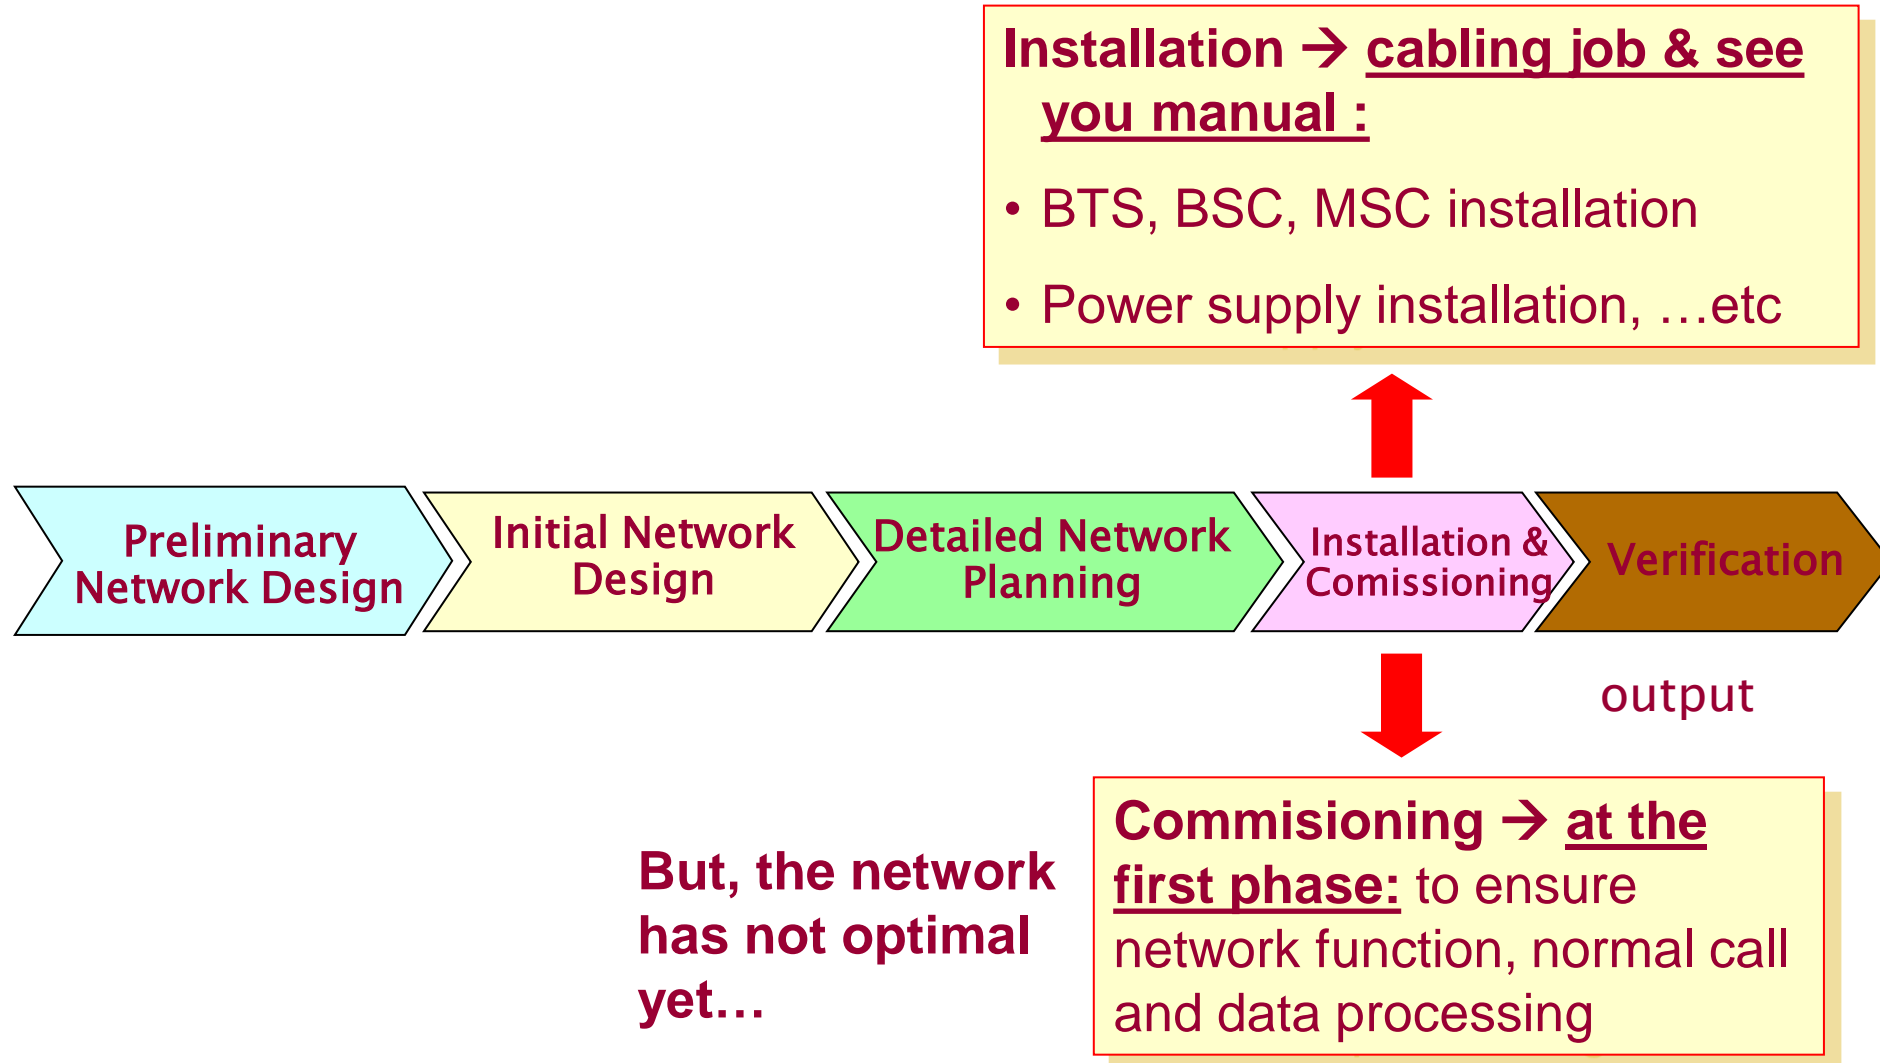 Installation → cabling job & see
you manual :
• BTS, BSC, MSC installation
• Power supply installation, …etc
Preliminary
Network Design
Initial Network
Design
Detailed Network
Planning
Installation &
Comissioning
Verification
output
But, the network
has not optimal
yet…
Commisioning → at the
first phase: to ensure
network function, normal call
and data processing